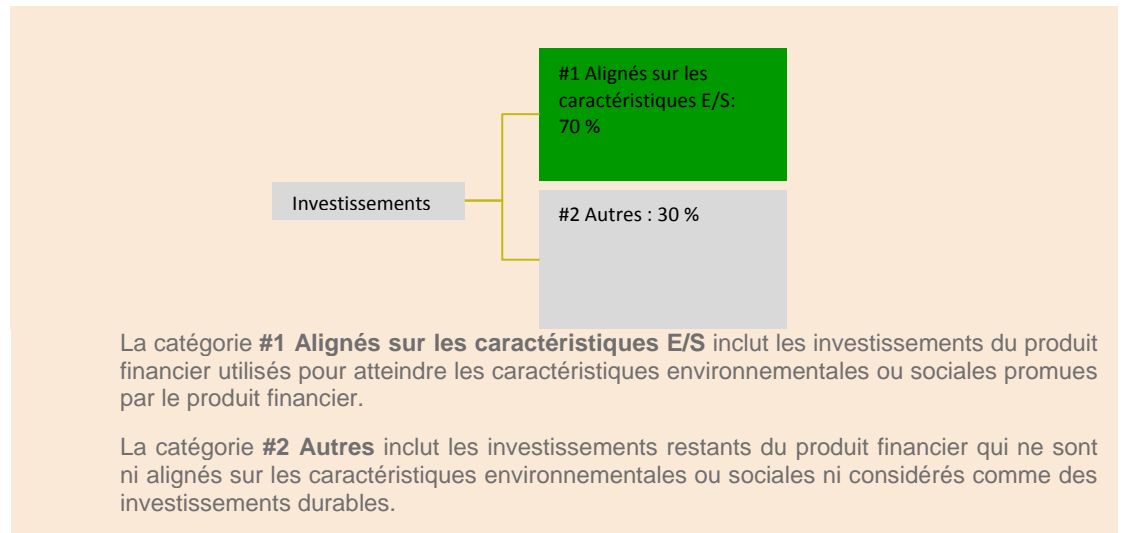 #1 Alignés sur les
caractéristiques E/S:
70 %
Investissements
#2 Autres : 30 %
La catégorie #1 Alignés sur les caractéristiques E/S inclut les investissements du produit
financier utilisés pour atteindre les caractéristiques environnementales ou sociales promues
par le produit financier.
La catégorie #2 Autres inclut les investissements restants du produit financier qui ne sont
ni alignés sur les caractéristiques environnementales ou sociales ni considérés comme des
investissements durables.